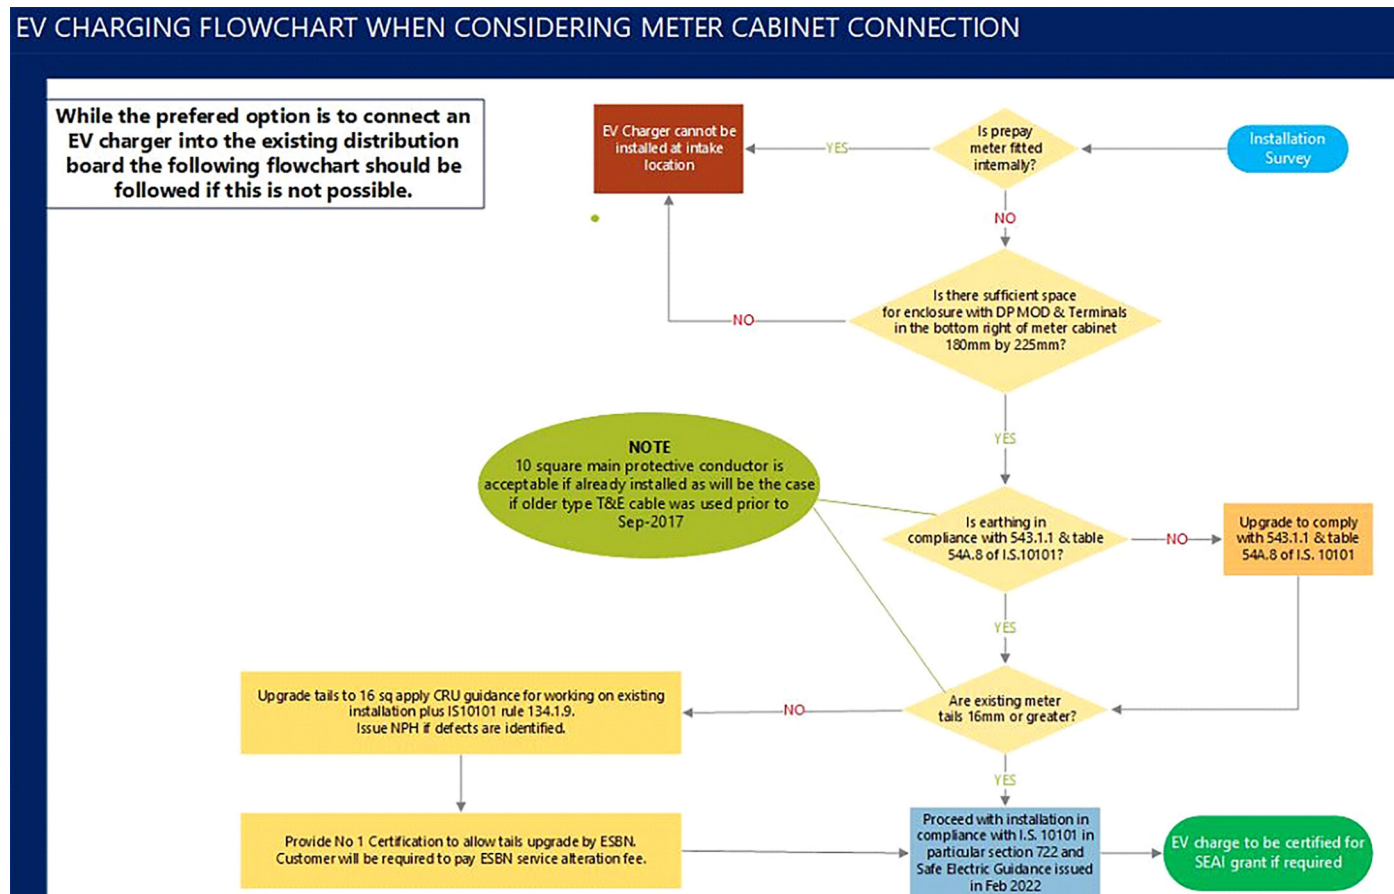 EV CHARGING FLOWCHART WHEN CONSIDERING METER CABINET CONNECTION
While the prefered option is to connect an
EV charger into the existing distribution
board the following flowchart should be
followed if this is not possible.
EV Charger cannot be
installed at intake
location
YES
Is prepay
meter fitted
internally?
Installation
Survey
NO
Is there sufficient space
for enclosure with DP MOD & Terminals
in the bottom right of meter cabinet
180mm by 225mm?
NO
YES
NOTE
10 square main protective conductor is
acceptable if already installed as will be the case
if older type T&E cable was used prior to
Sep-2017
Is earthing in
compliance with 543.1.1 & table
54A.8 of I.S.10101?
NO
Upgrade to comply
with 543.1.1 & table
54A.8 of I.S. 10101
YES
Upgrade tails to 16 sq apply CRU guidance for working on existing
installation plus IS10101 rule 134.1.9.
Issue NPH if defects are identified.
NO
Are existing meter
tails 16mm or greater?
YES
Provide No 1 Certification to allow tails upgrade by ESBN.
Customer will be required to pay ESBN service alteration fee.
Proceed with installation in
compliance with I.S. 10101 in
particular section 722 and
Safe Electric Guidance issued
in Feb 2022
EV charge to be certified for
SEAI grant if required